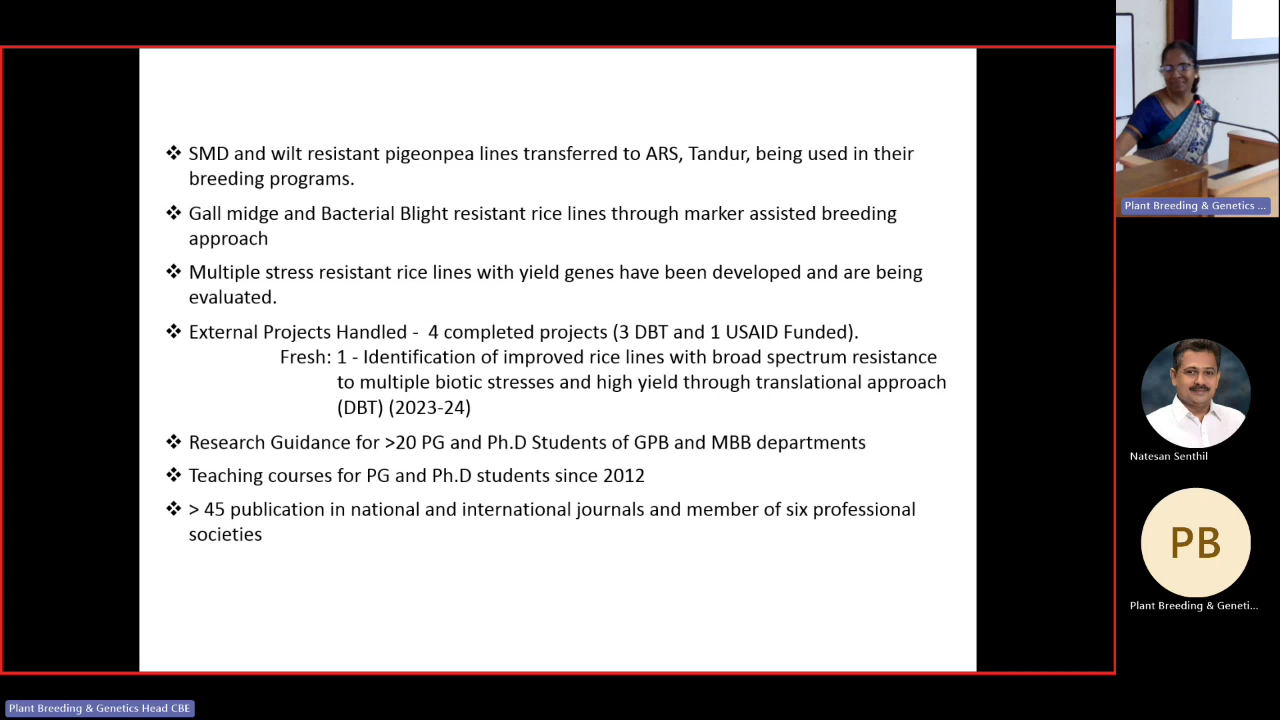 ❖ SMD and wilt resistant pigeonpea lines transferred to ARS, Tandur, being used in their
breeding programs.
❖ Gall midge and Bacterial Blight resistant rice lines through marker assisted breeding
approach
❖ Multiple stress resistant rice lines with yield genes have been developed and are being
evaluated.
❖ External Projects Handled - 4 completed projects (3 DBT and 1 USAID Funded).
Fresh: 1 - Identification of improved rice lines with broad spectrum resistance
to multiple biotic stresses and high yield through translational approach
(DBT) (2023-24)
❖ Research Guidance for >20 PG and Ph.D Students of GPB and MBB departments
❖ Teaching courses for PG and Ph.D students since 2012
❖ > 45 publication in national and international journals and member of six professional
societies
Plant Breeding & Genetics ...
Natesan Senthil
PB
Plant Breeding & Geneti...
Plant Breeding & Genetics Head CBE